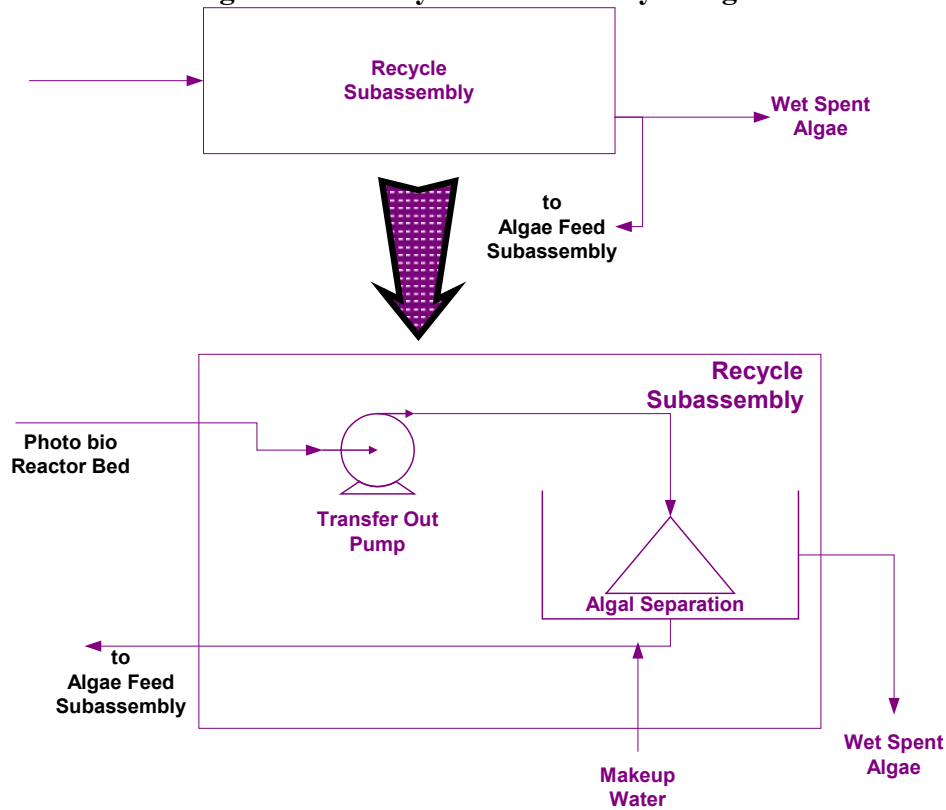 Recycle
Subassembly
Wet Spent
Algae
to
Algae Feed
Subassembly
Recycle
Subassembly
Photo bio
Reactor Bed
Transfer Out
Pump
Algal Separation
to
Algae Feed
Subassembly
Wet Spent
Algae
Makeup
Water